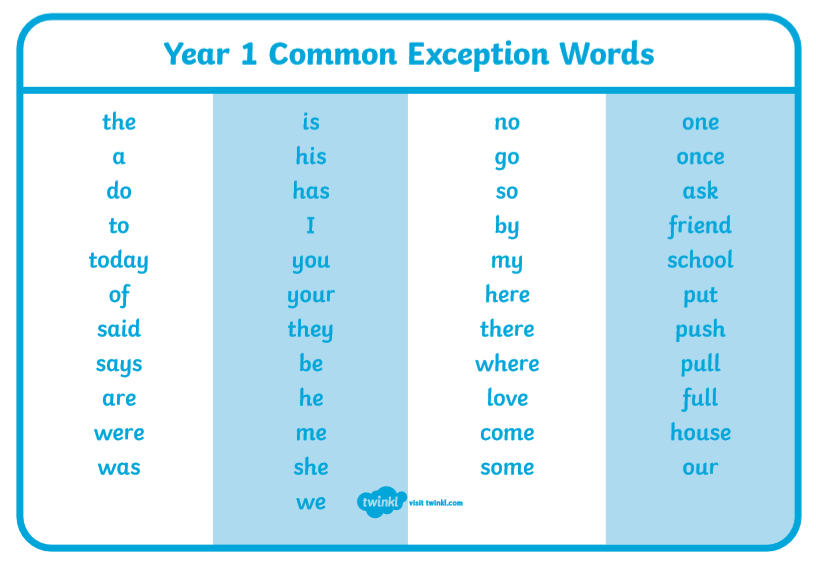 Year 1 Common Exception Words
the
a
do
to
today
of
said
says
are
were
was
is
his
has
I
you
your
they
be
he
me
she
we
no
go
so
by
my
here
there
where
love
come
some
one
once
ask
friend
school
put
push
pull
full
house
our
twinkl visit twinkl.com